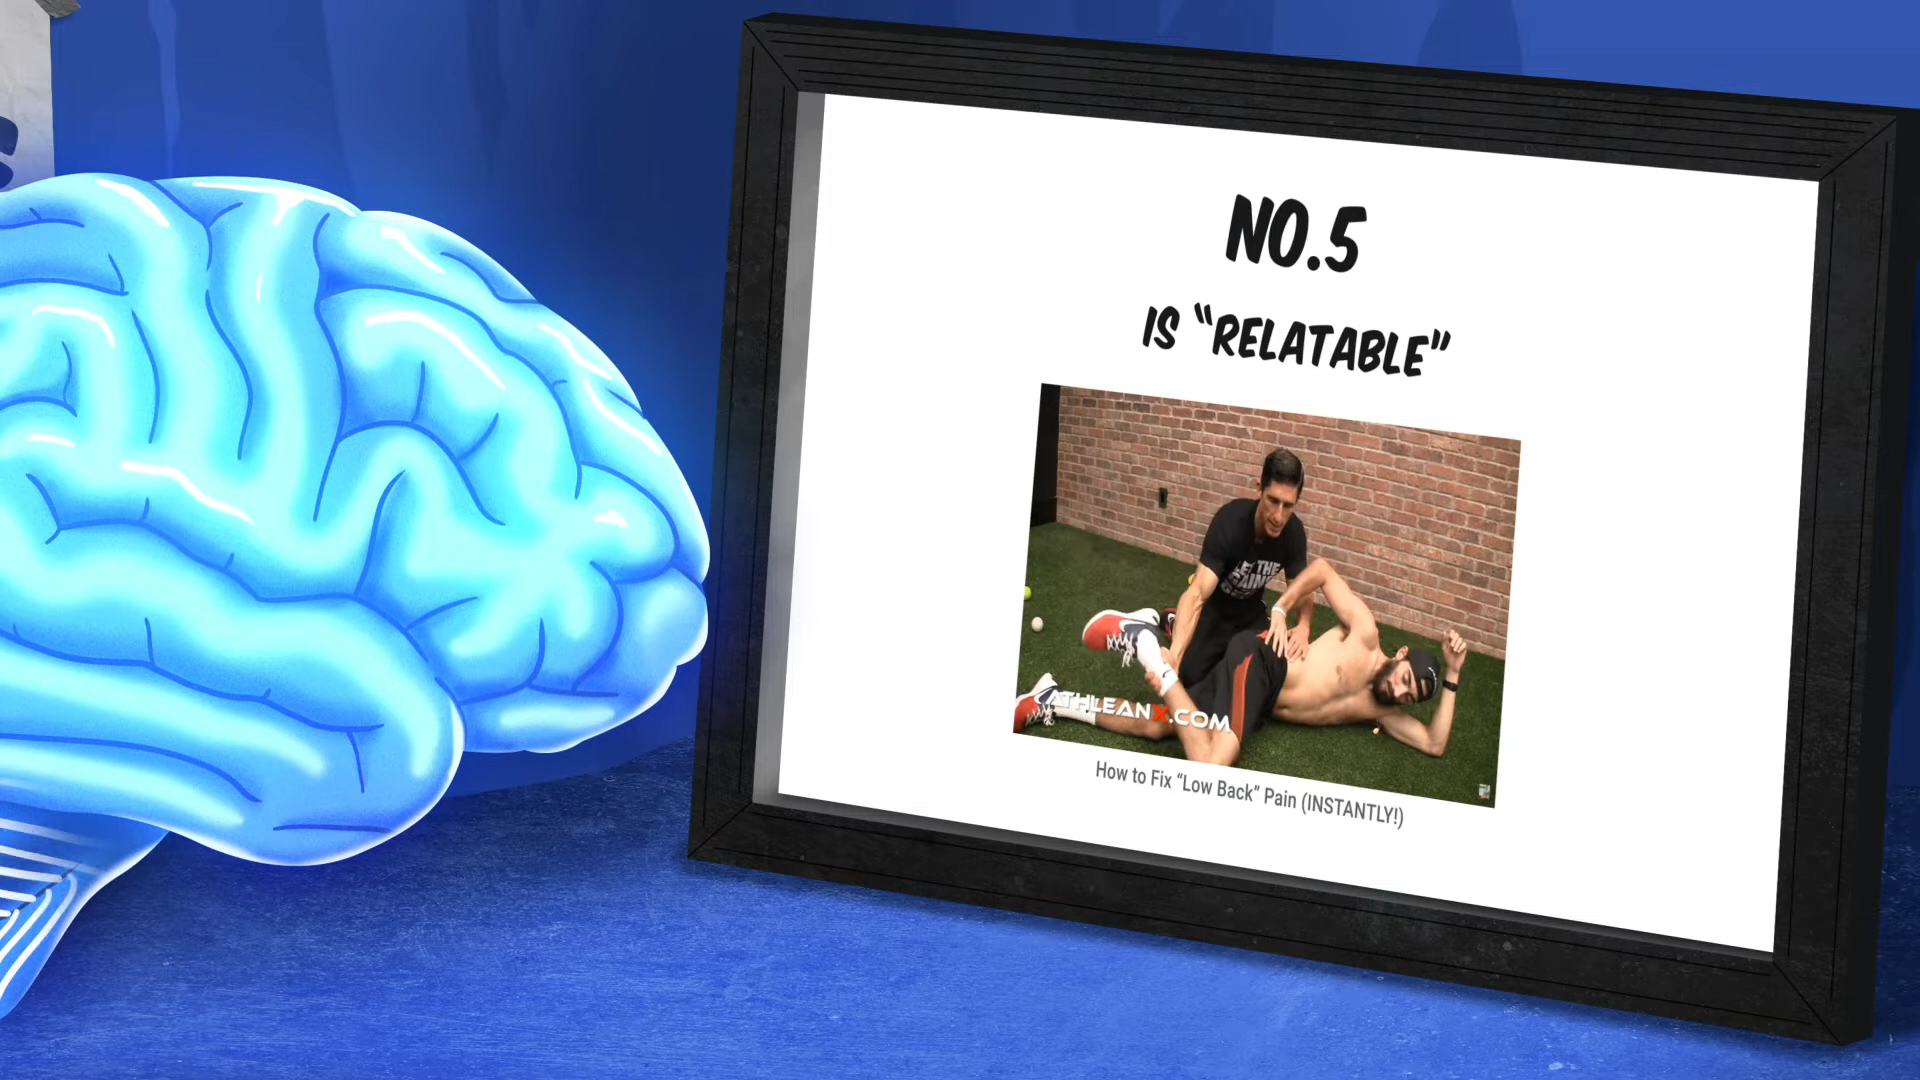 NO.5
IS “RELATABLE”
ATHLEANX.COM
How to Fix “Low Back” Pain (INSTANTLY!)